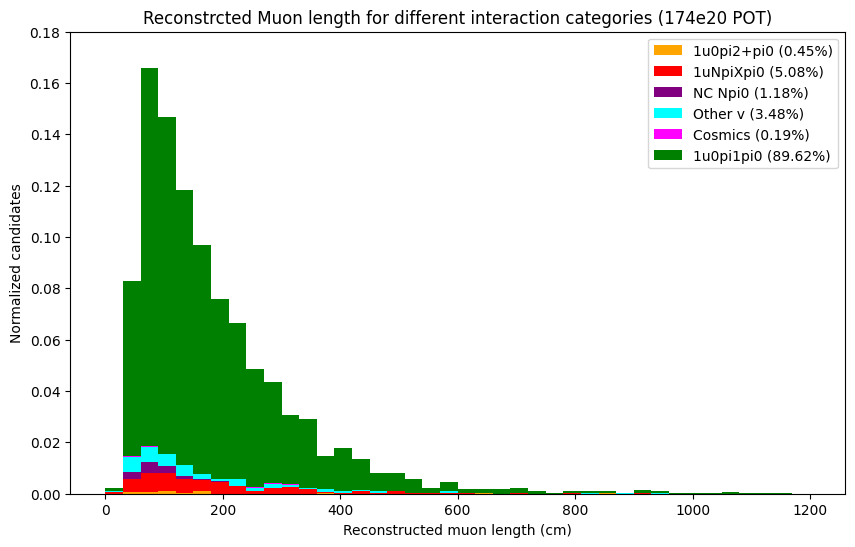 Reconstrcted Muon length for different interaction categories (174e20 POT)
0.18
0.16
0.14
0.12
0.10
0.08
0.06
0.04
0.02
0.00
Normalized candidates
1u0pi2+pi0 (0.45%)
1uNpiXpi0 (5.08%)
NC Npi0 (1.18%)
Other v (3.48%)
Cosmics (0.19%)
1u0pi1pi0 (89.62%)
0 200 400 600 800 1000 1200
Reconstructed muon length (cm)